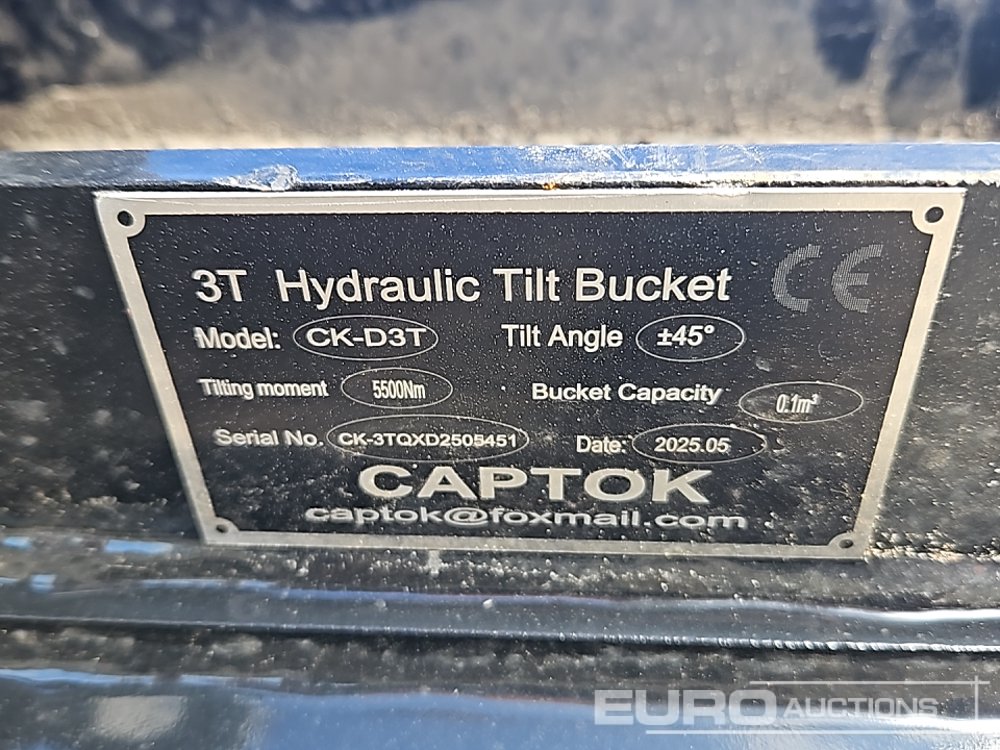 3T Hydraulic Tilt Bucket CE
Model: CK-D3T Tilt Angle ±45°
Tilting moment 5500Nm Bucket Capacity 0.1m³
Serial No. CK-3TQXD2505451 Date: 2025.05
CAPTOK
captok@foxmail.com
EURO AUCTIONS